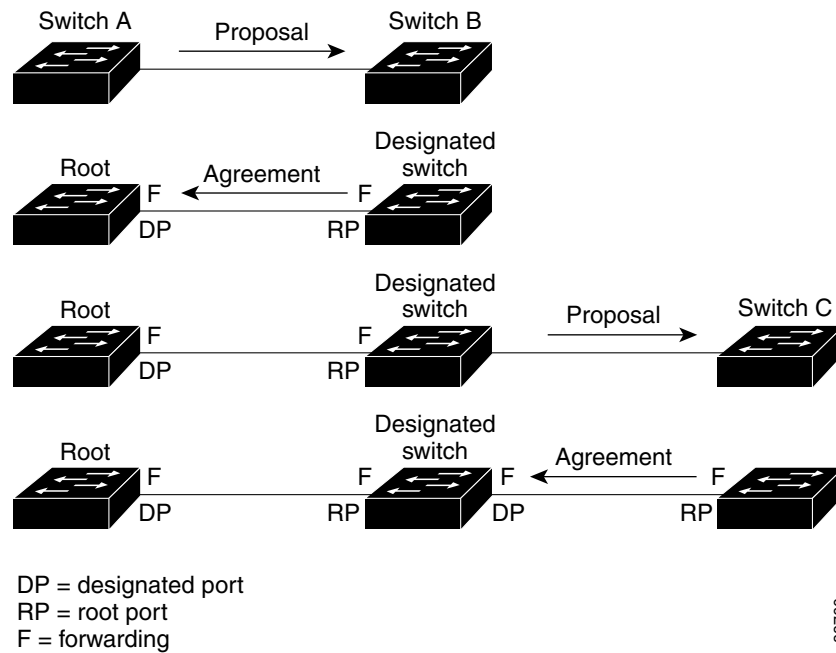 Switch A
Proposal
Switch B
Root
F
Agreement
F
Designated
switch
DP
RP
Root
F
F
Designated
switch
Proposal
Switch C
DP
RP
Root
F
F
Designated
switch
F
Agreement
F
DP
RP
DP
RP
DP = designated port
RP = root port
F = forwarding